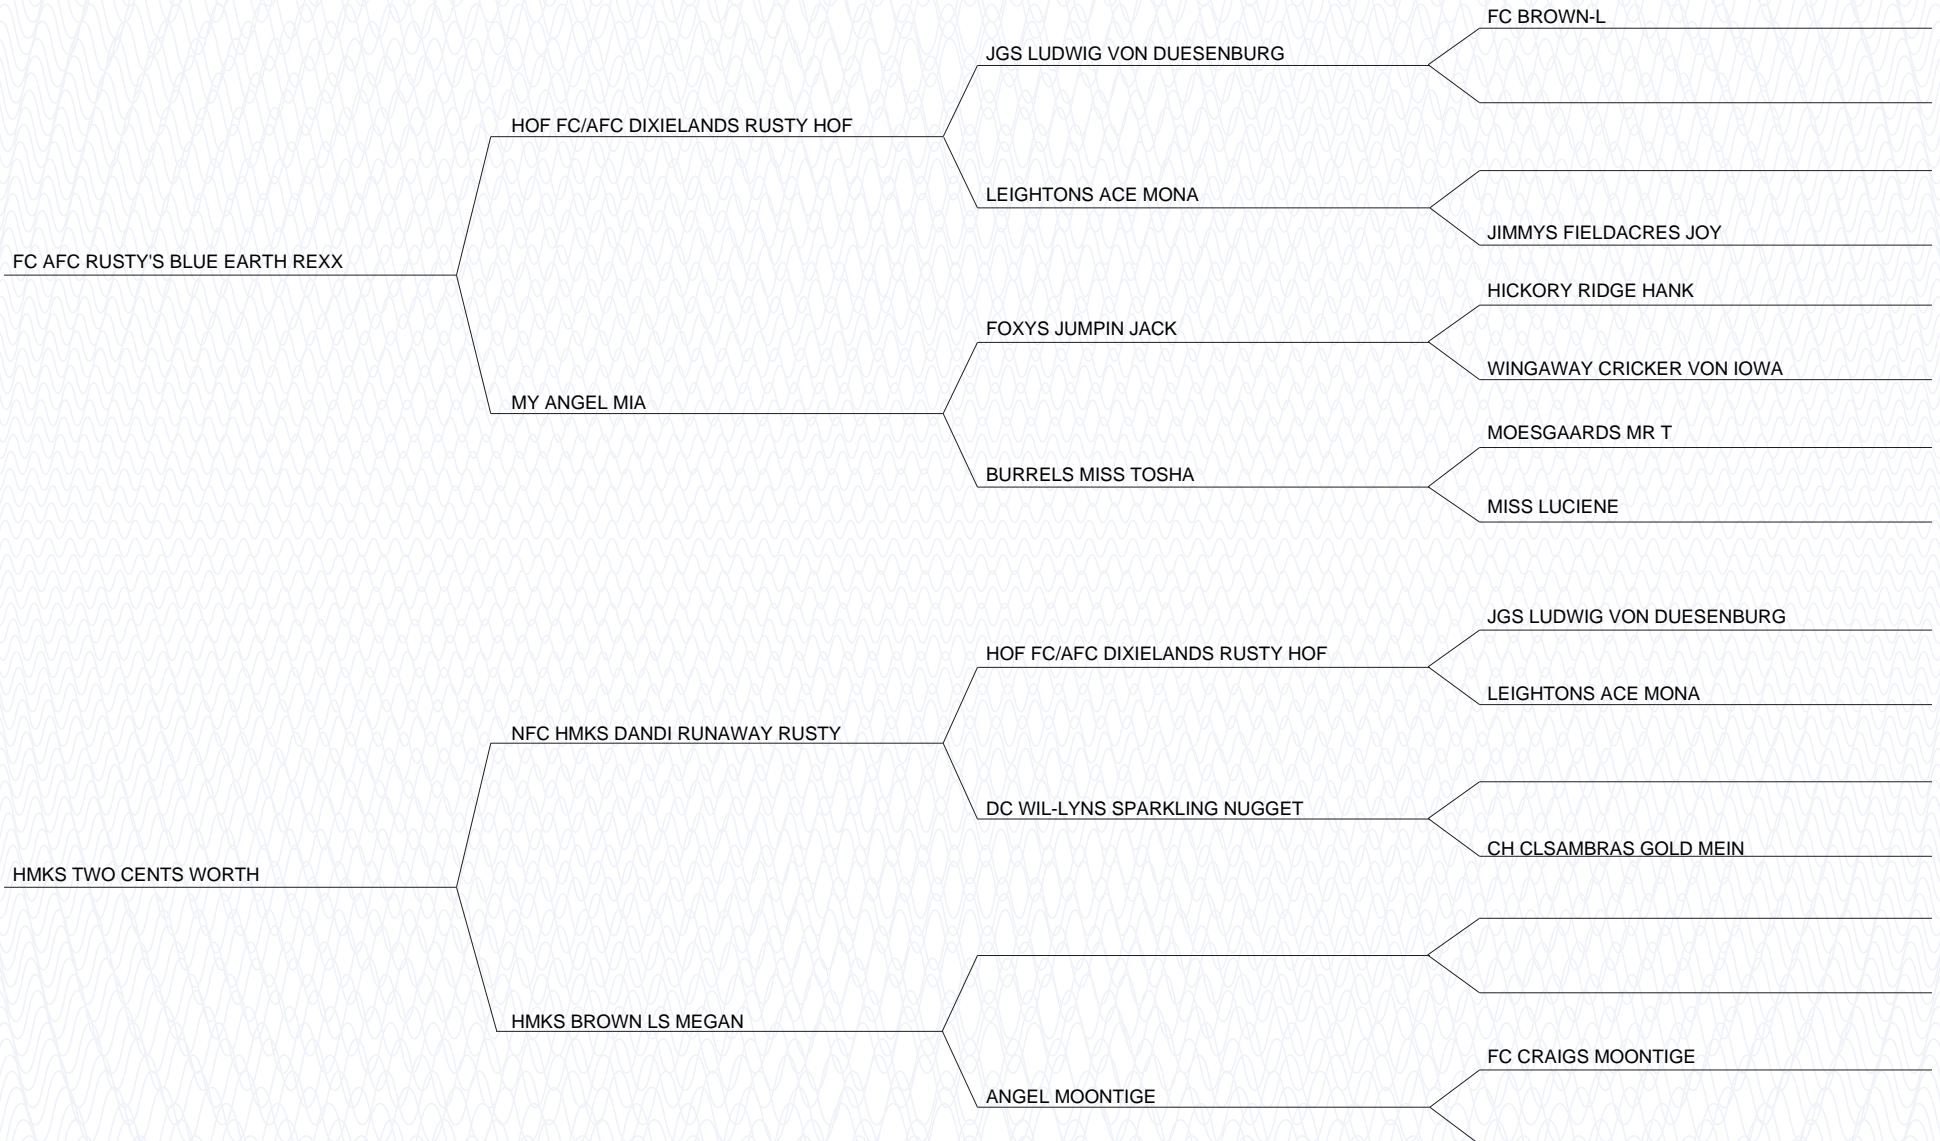 FC BROWN-L
JGS LUDWIG VON DUESENBURG
HOF FC/AFC DIXIELANDS RUSTY HOF
LEIGHTONS ACE MONA
JIMMYS FIELDACRES JOY
FC AFC RUSTY'S BLUE EARTH REXX
HICKORY RIDGE HANK
FOXYS JUMPIN JACK
WINGAWAY CRICKER VON IOWA
MY ANGEL MIA
MOESGAARDS MR T
BURRELS MISS TOSHA
MISS LUCIENE
JGS LUDWIG VON DUESENBURG
HOF FC/AFC DIXIELANDS RUSTY HOF
LEIGHTONS ACE MONA
NFC HMKS DANDI RUNAWAY RUSTY
DC WIL-LYNS SPARKLING NUGGET
CH CLSAMBRAS GOLD MEIN
HMKS TWO CENTS WORTH
HMKS BROWN LS MEGAN
FC CRAIGS MOONTIGE
ANGEL MOONTIGE